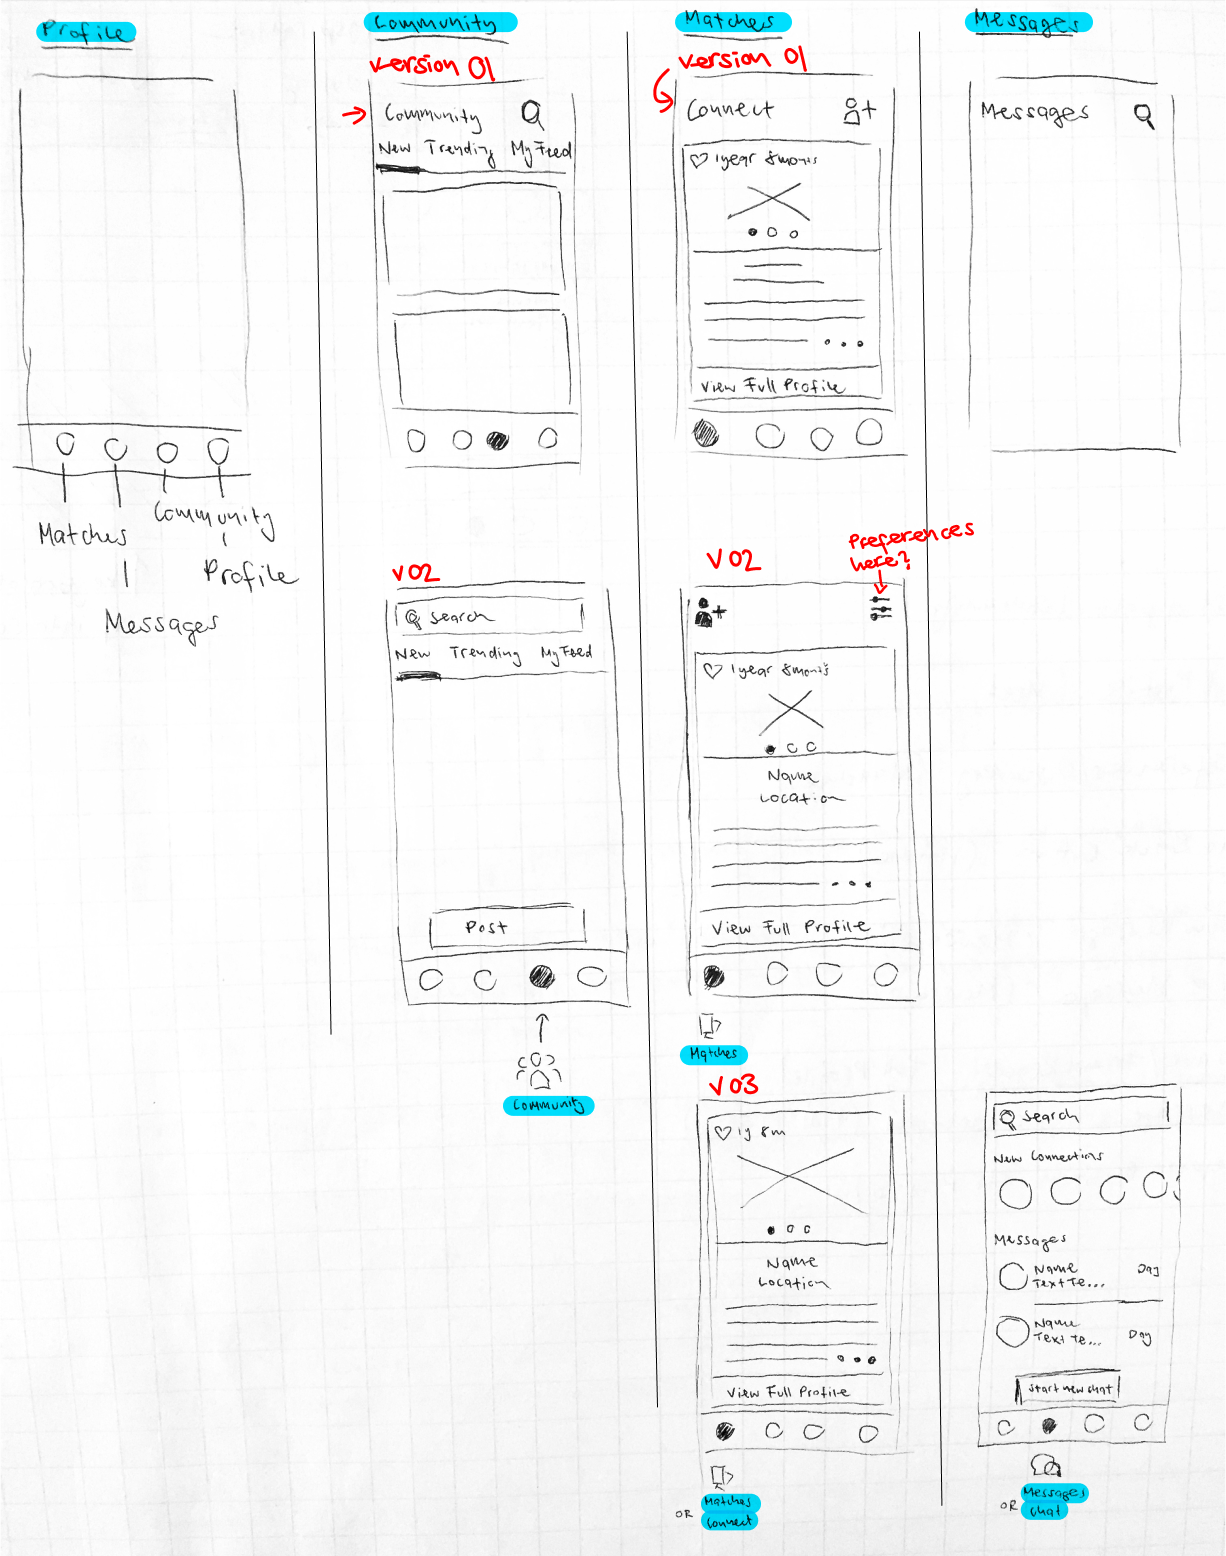 Profile
Matches
Community
Profile
Messages
Community
Version 01
Community
New Trending My Feed
V02
Search
New Trending My Feed
Post
Community
Matches
Version 01
Connect
1year 8months
View Full Profile
V02
Preferences
here?
1year 8months
Name
Location
View Full Profile
Matches
V03
1y 8m
Name
Location
View Full Profile
OR Matches
Connect
Messages
Messages
Search
New Connections
Messages
Name Day
Text Te...
Name
Text Te... Day
Start new chat
Messages
OR Chat